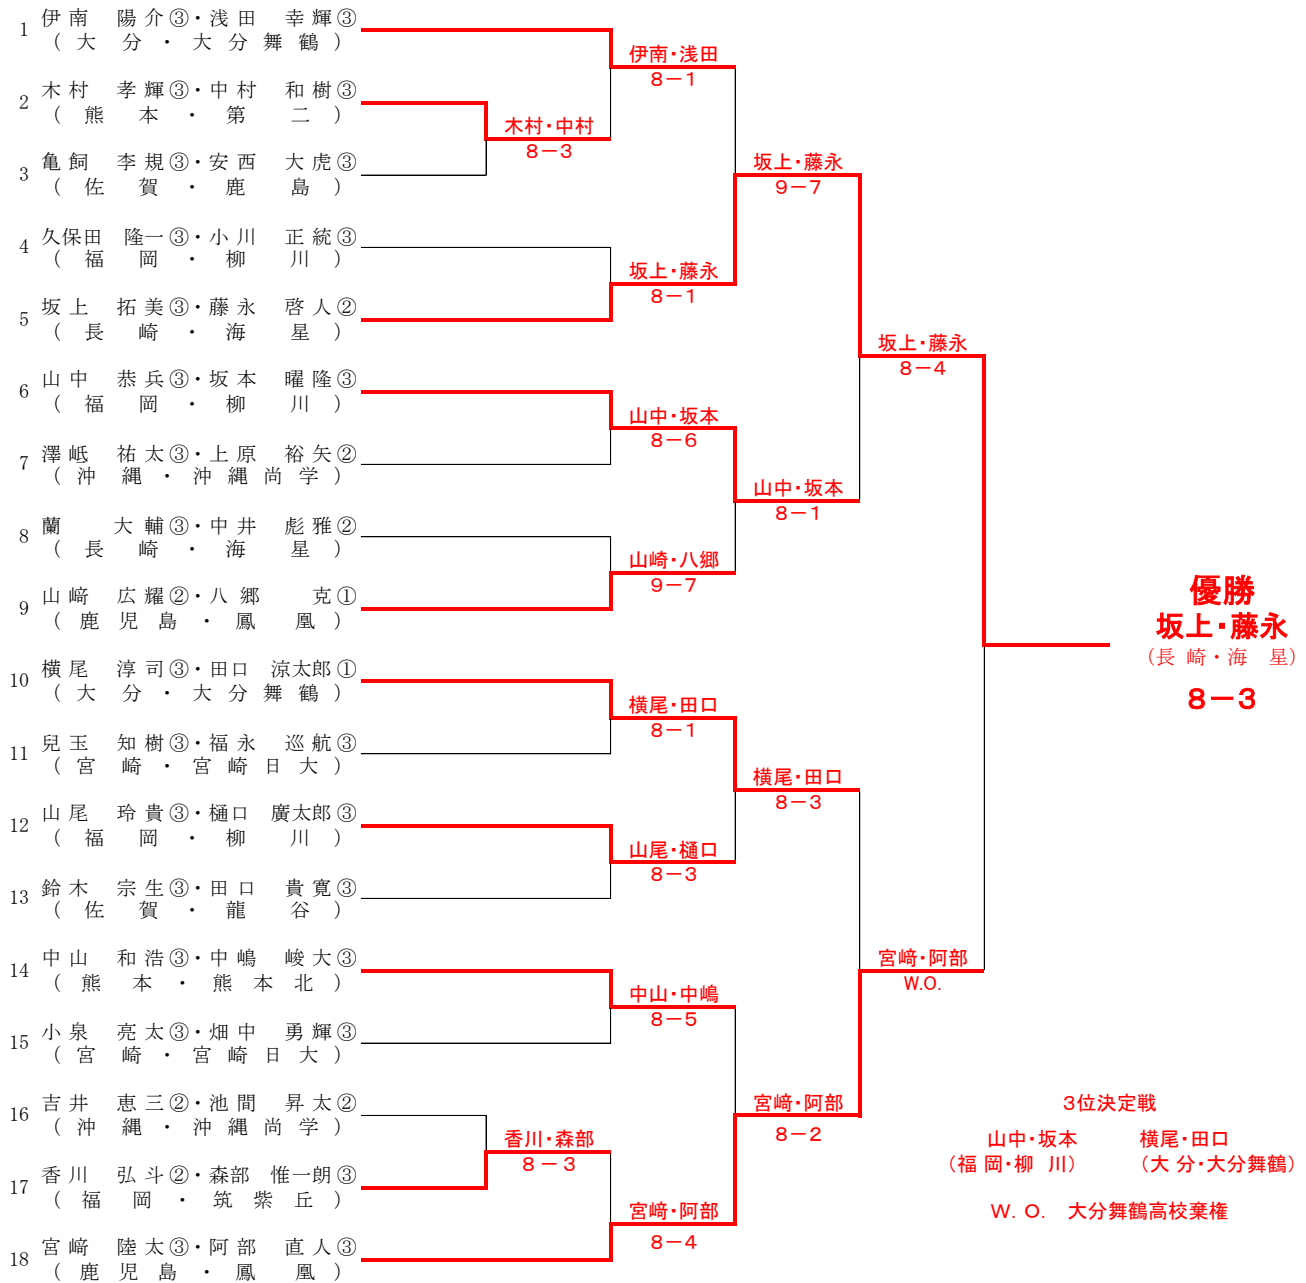 1 伊南 陽介③・浅田 幸輝③
(大分・大分舞鶴)
2 木村 孝輝③・中村 和樹③
(熊本・第二)
3 亀飼 李規③・安西 大虎③
(佐賀・鹿島)
4 久保田 隆一③・小川 正統③
(福岡・柳川)
5 坂上 拓美③・藤永 啓人②
(長崎・海星)
6 山中 恭兵③・坂本 曜隆③
(福岡・柳川)
7 澤岻 祐太③・上原 裕矢②
(沖縄・沖縄尚学)
8 蘭 大輔③・中井 彪雅②
(長崎・海星)
9 山﨑 広耀②・八郷 克①
(鹿児島・鳳凰)
10 横尾 淳司③・田口 涼太郎①
(大分・大分舞鶴)
11 兒玉 知樹③・福永 巡航③
(宮崎・宮崎日大)
12 山尾 玲貴③・樋口 廣太郎③
(福岡・柳川)
13 鈴木 宗生③・田口 貴寛③
(佐賀・龍谷)
14 中山 和浩③・中嶋 峻大③
(熊本・熊本北)
15 小泉 亮太③・畑中 勇輝③
(宮崎・宮崎日大)
16 吉井 恵三②・池間 昇太②
(沖縄・沖縄尚学)
17 香川 弘斗②・森部 惟一朗③
(福岡・筑紫丘)
18 宮﨑 陸太③・阿部 直人③
(鹿児島・鳳凰)
木村・中村
8－3
香川・森部
8－3
伊南・浅田
8－1
坂上・藤永
8－1
山中・坂本
8－6
山崎・八郷
9－7
横尾・田口
8－1
山尾・樋口
8－3
中山・中嶋
8－5
宮﨑・阿部
8－4
坂上・藤永
9－7
山中・坂本
8－1
横尾・田口
8－3
宮﨑・阿部
8－2
坂上・藤永
8－4
宮﨑・阿部
W.O.
優勝
坂上・藤永
(長崎・海 星)
8－3
3位決定戦
山中・坂本 横尾・田口
(福岡・柳 川) (大分・大分舞鶴)
W．O． 大分舞鶴高校棄権